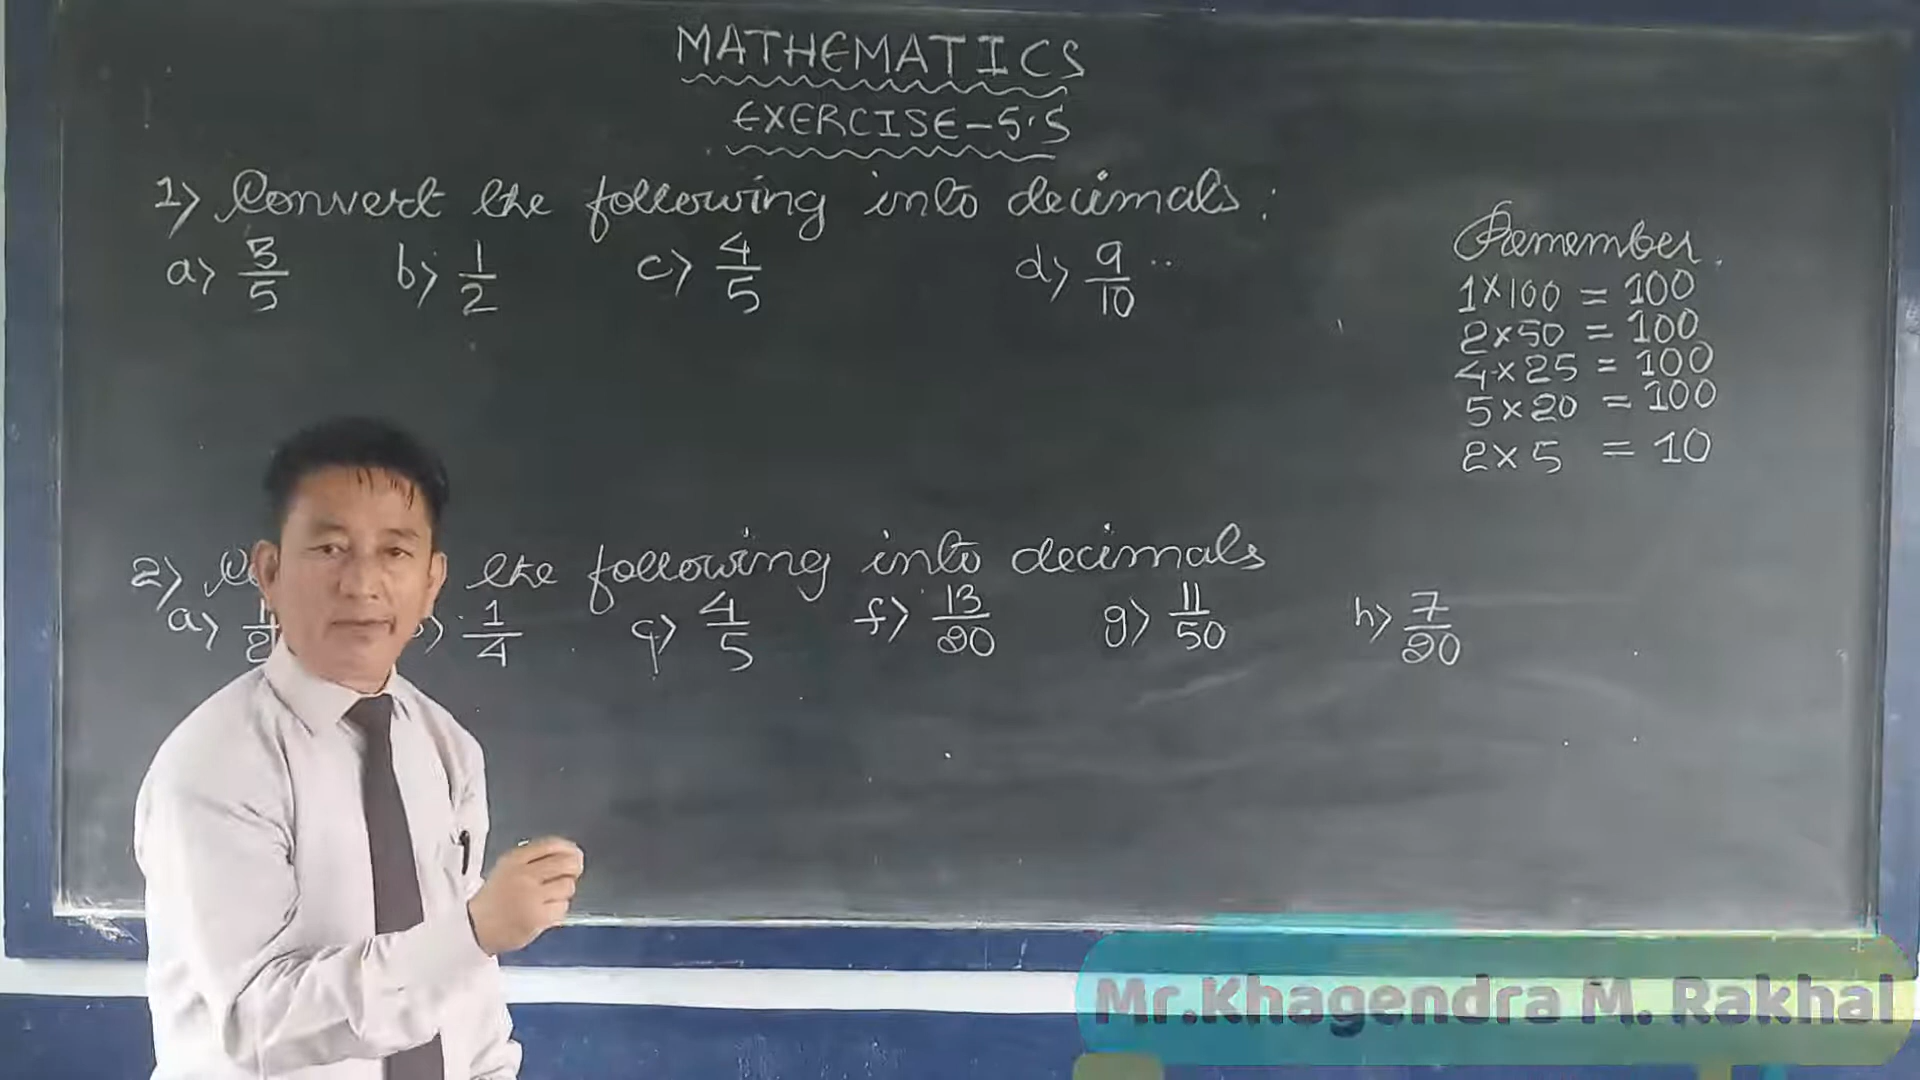 MATHEMATICS
EXERCISE-5.5
1) Convert the following into decimals:
a) 3/5 b) 1/2 c) 4/5 d) 9/10
Remember
1×100 = 100
2×50 = 100
4×25 = 100
5×20 = 100
2×5 = 10
2) the following into decimals
a) 1/2 1/4 c) 4/5 f) 13/20 g) 11/50 h) 7/20
Mr.Khagendra M. Rakhal